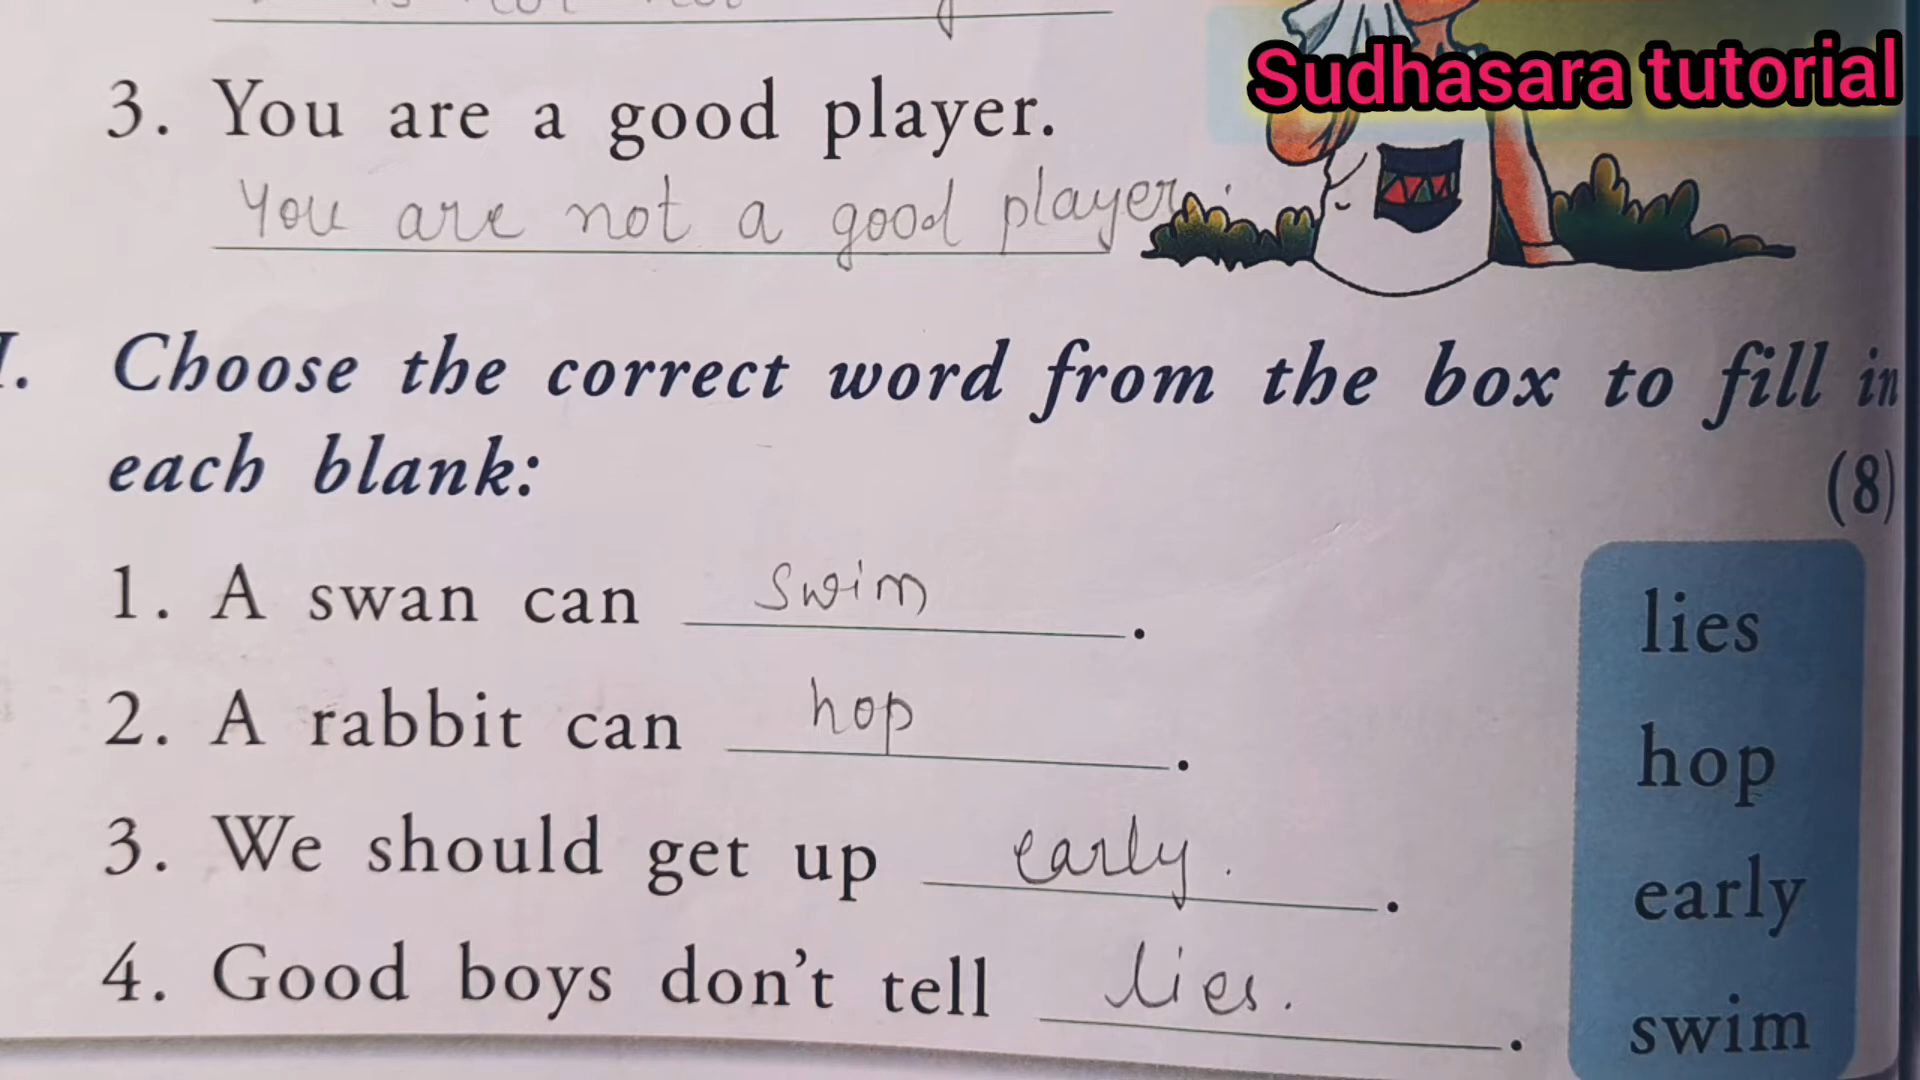 Sudhasara tutorial
3. You are a good player.
You are not a good player.
I. Choose the correct word from the box to fill in
each blank:
(8)
1. A swan can swim.
2. A rabbit can hop.
3. We should get up early. .
4. Good boys don't tell lies. .
lies
hop
early
swim